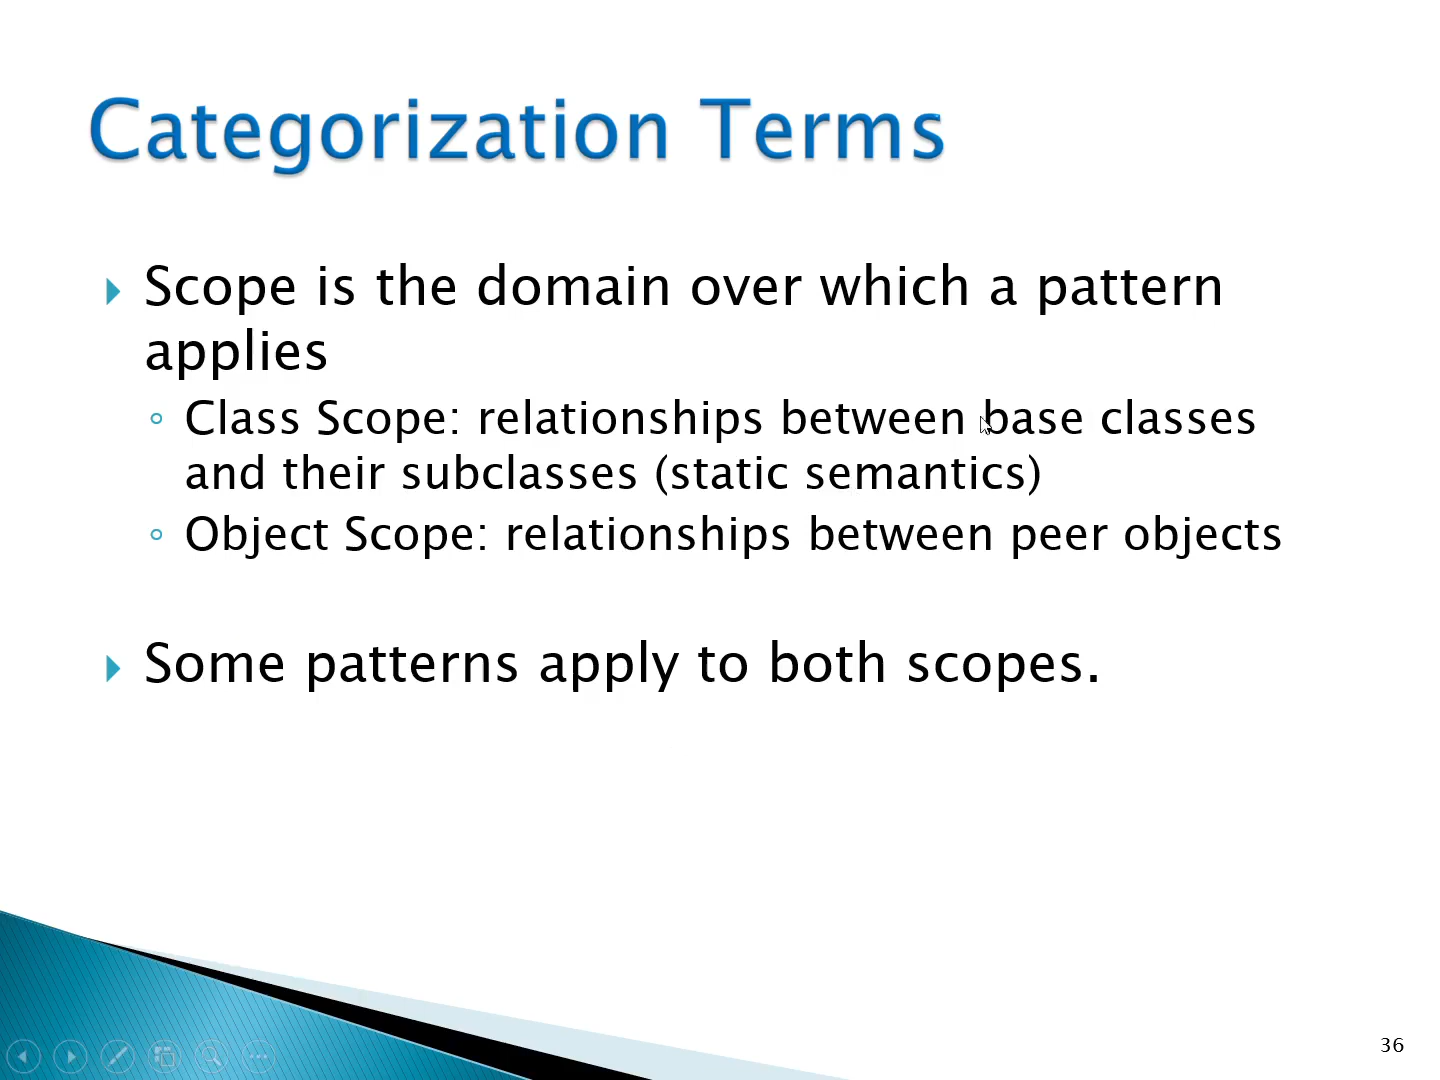 Categorization Terms
Scope is the domain over which a pattern
applies
Class Scope: relationships between base classes
and their subclasses (static semantics)
Object Scope: relationships between peer objects
Some patterns apply to both scopes.
36